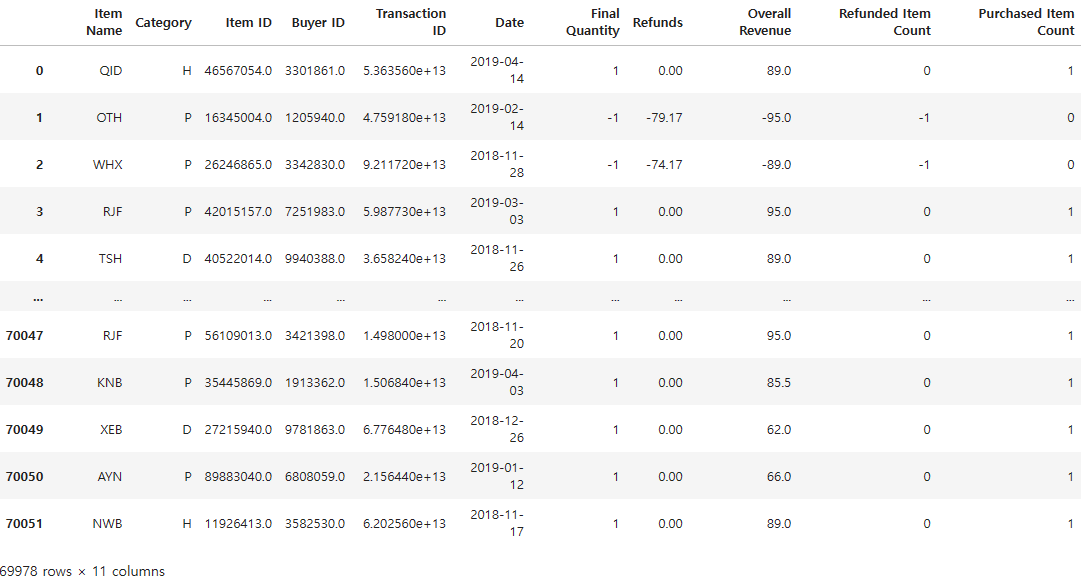 Item Name Category Item ID Buyer ID Transaction ID Date Final Quantity Refunds Overall Revenue Refunded Item Count Purchased Item Count
0 QID H 46567054.0 3301861.0 5.363560e+13 2019-04-14 1 0.00 89.0 0 1
1 OTH P 16345004.0 1205940.0 4.759180e+13 2019-02-14 -1 -79.17 -95.0 -1 0
2 WHX P 26246865.0 3342830.0 9.211720e+13 2018-11-28 -1 -74.17 -89.0 -1 0
3 RJF P 42015157.0 7251983.0 5.987730e+13 2019-03-03 1 0.00 95.0 0 1
4 TSH D 40522014.0 9940388.0 3.658240e+13 2018-11-26 1 0.00 89.0 0 1
... ... ... ... ... ... ... ... ... ... ... ...
70047 RJF P 56109013.0 3421398.0 1.498000e+13 2018-11-20 1 0.00 95.0 0 1
70048 KNB P 35445869.0 1913362.0 1.506840e+13 2019-04-03 1 0.00 85.5 0 1
70049 XEB D 27215940.0 9781863.0 6.776480e+13 2018-12-26 1 0.00 62.0 0 1
70050 AYN P 89883040.0 6808059.0 2.156440e+13 2019-01-12 1 0.00 66.0 0 1
70051 NWB H 11926413.0 3582530.0 6.202560e+13 2018-11-17 1 0.00 89.0 0 1
69978 rows × 11 columns